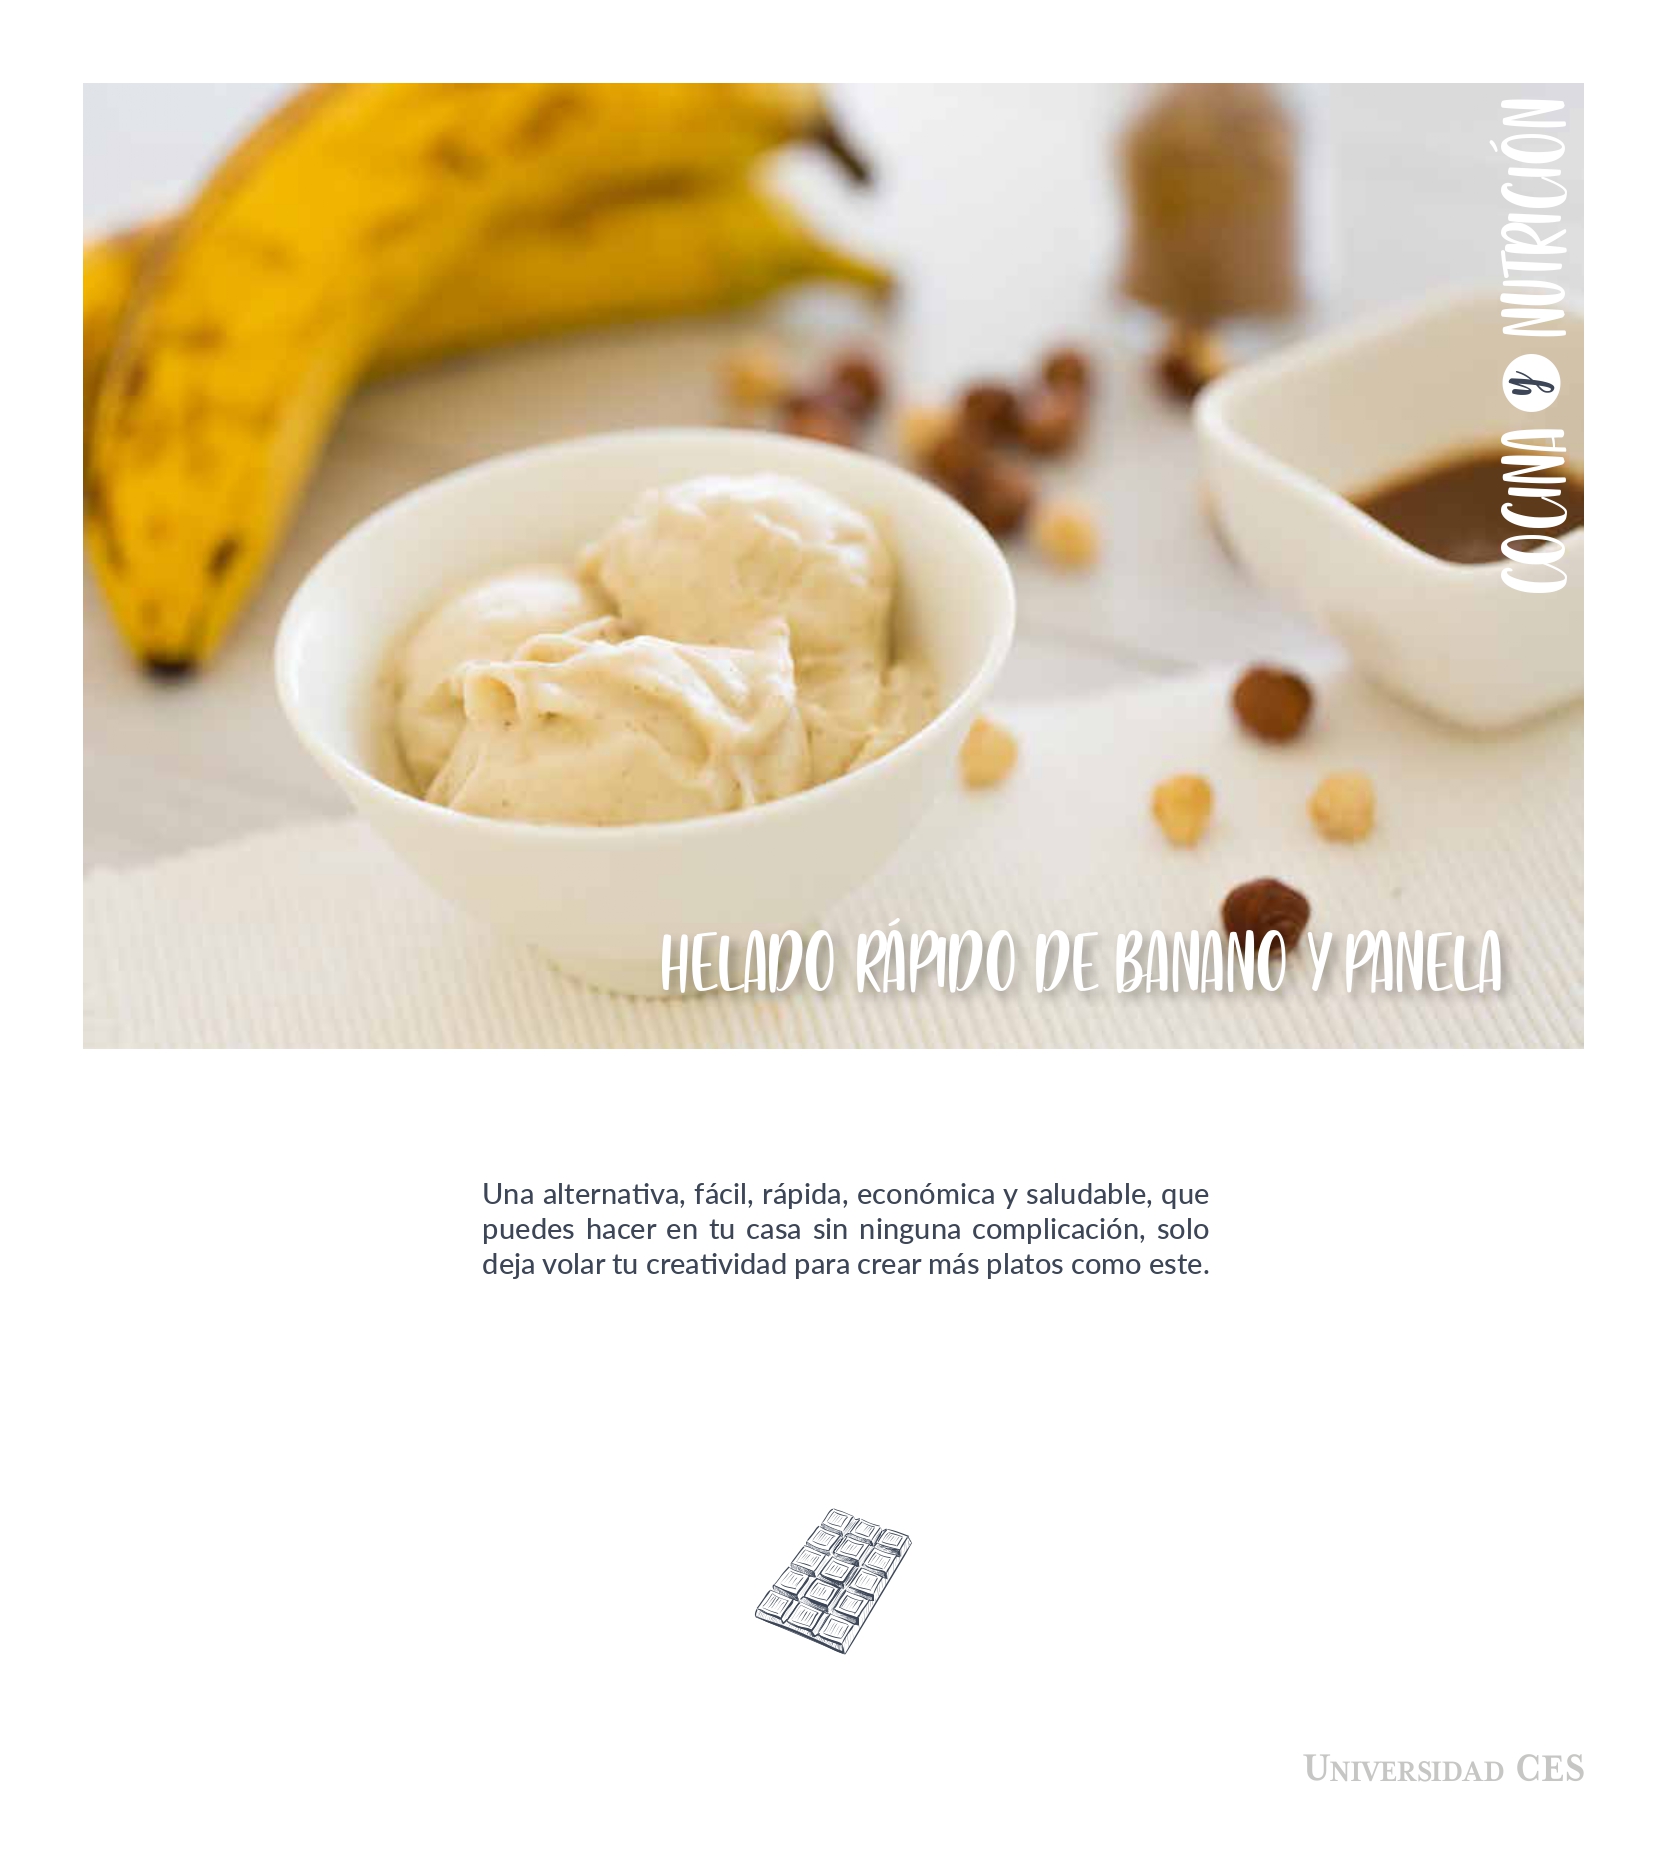 COCINA y NUTRICIÓN
HELADO RÁPIDO DE BANANO Y PANELA
Una alternativa, fácil, rápida, económica y saludable, que
puedes hacer en tu casa sin ninguna complicación, solo
deja volar tu creatividad para crear más platos como este.
UNIVERSIDAD CES